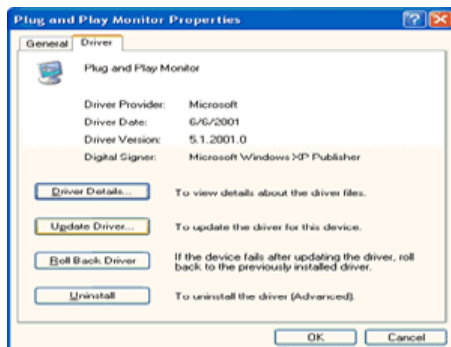 Plug and Play Monitor Properties
General Driver
Plug and Play Monitor
Driver Provider: Microsoft
Driver Date: 6/6/2001
Driver Version: 5.1.2001.0
Digital Signer: Microsoft Windows XP Publisher
Driver Details... To view details about the driver files.
Update Driver... To update the driver for this device.
Roll Back Driver If the device fails after updating the driver, roll
back to the previously installed driver.
Uninstall To uninstall the driver (Advanced).
OK Cancel